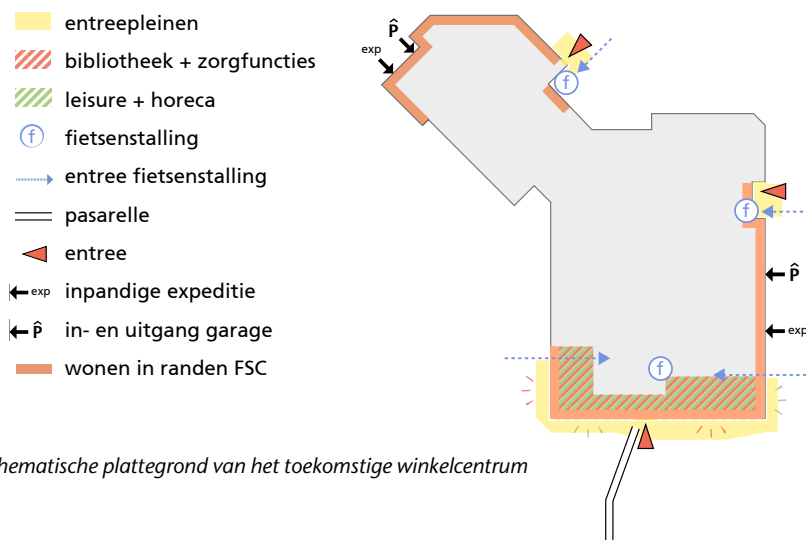 entreepleinen
bibliotheek + zorgfuncties
leisure + horeca
f fietsenstalling
entree fietsenstalling
pasarelle
entree
exp inpandige expeditie
P̂ in- en uitgang garage
wonen in randen FSC
P̂
exp
f
f
P̂
exp
f
hematische plattegrond van het toekomstige winkelcentrum